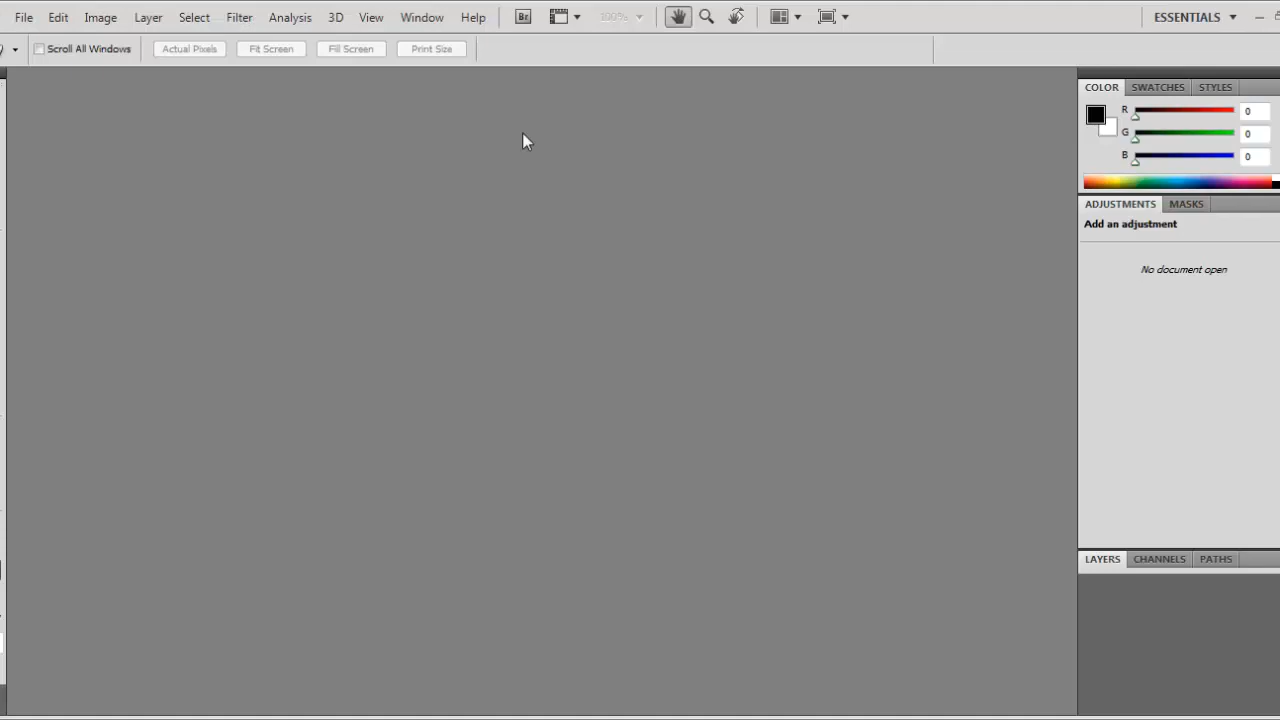 File Edit Image Layer Select Filter Analysis 3D View Window Help Br 100% ESSENTIALS
Scroll All Windows Actual Pixels Fit Screen Fill Screen Print Size
COLOR SWATCHES STYLES
R 0
G 0
B 0
ADJUSTMENTS MASKS
Add an adjustment
No document open
LAYERS CHANNELS PATHS